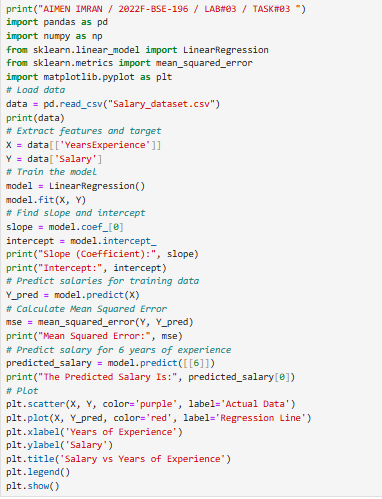 print("AIMEN IMRAN / 2022F-BSE-196 / LAB#03 / TASK#03 ")
import pandas as pd
import numpy as np
from sklearn.linear_model import LinearRegression
from sklearn.metrics import mean_squared_error
import matplotlib.pyplot as plt
# Load data
data = pd.read_csv("Salary_dataset.csv")
print(data)
# Extract features and target
X = data[['YearsExperience']]
Y = data['Salary']
# Train the model
model = LinearRegression()
model.fit(X, Y)
# Find slope and intercept
slope = model.coef_[0]
intercept = model.intercept_
print("Slope (Coefficient):", slope)
print("Intercept:", intercept)
# Predict salaries for training data
Y_pred = model.predict(X)
# Calculate Mean Squared Error
mse = mean_squared_error(Y, Y_pred)
print("Mean Squared Error:", mse)
# Predict salary for 6 years of experience
predicted_salary = model.predict([[6]])
print("The Predicted Salary Is:", predicted_salary[0])
# Plot
plt.scatter(X, Y, color='purple', label='Actual Data')
plt.plot(X, Y_pred, color='red', label='Regression Line')
plt.xlabel('Years of Experience')
plt.ylabel('Salary')
plt.title('Salary vs Years of Experience')
plt.legend()
plt.show()